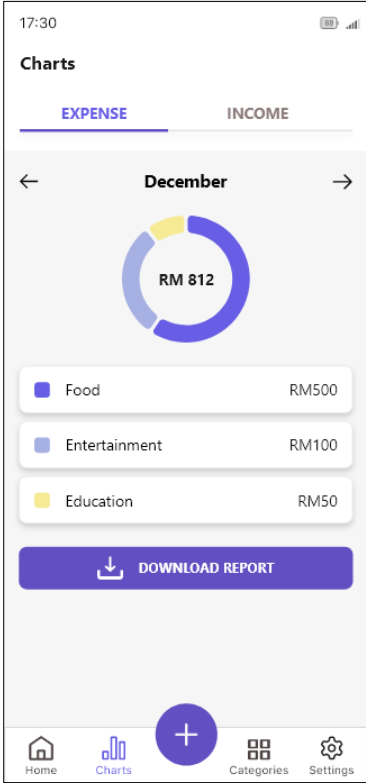 17:30
88
Charts
EXPENSE INCOME
December
RM 812
Food RM500
Entertainment RM100
Education RM50
DOWNLOAD REPORT
Home Charts Categories Settings